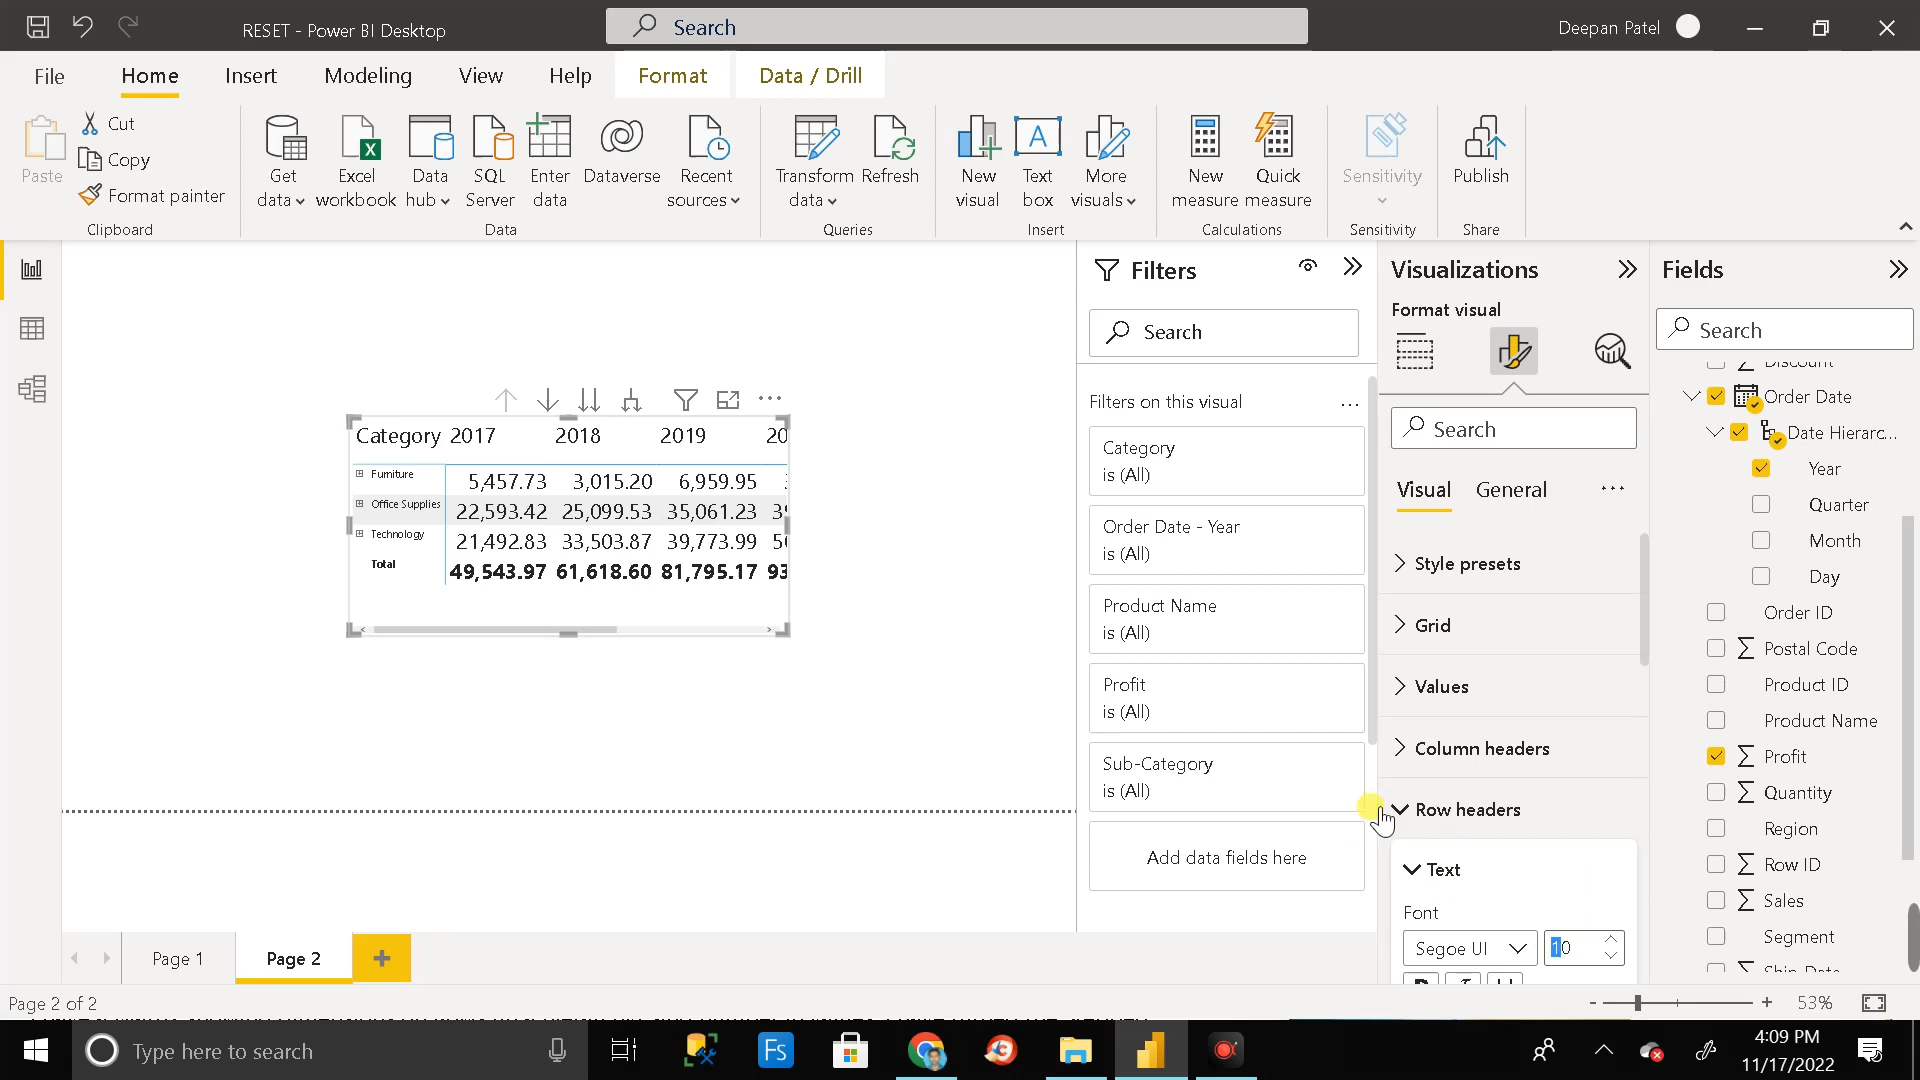 RESET - Power BI Desktop
Search
Deepan Patel
File
Home
Insert
Modeling
View
Help
Format
Data / Drill
Paste
Cut
Copy
Format painter
Clipboard
Get data
Excel workbook
Data hub
SQL Server
Enter data
Dataverse
Recent sources
Data
Transform data
Refresh
Queries
New visual
Text box
More visuals
Insert
New measure
Quick measure
Calculations
Sensitivity
Sensitivity
Publish
Share
Category 2017 2018 2019 20
Furniture 5,457.73 3,015.20 6,959.95
Office Supplies 22,593.42 25,099.53 35,061.23
Technology 21,492.83 33,503.87 39,773.99
Total 49,543.97 61,618.60 81,795.17 93
Filters
Search
Filters on this visual
Category
is (All)
Order Date - Year
is (All)
Product Name
is (All)
Profit
is (All)
Sub-Category
is (All)
Add data fields here
Visualizations
Format visual
Search
Visual General
Style presets
Grid
Values
Column headers
Row headers
Text
Font
Segoe UI
10
Fields
Search
Discount
Order Date
Date Hierarc...
Year
Quarter
Month
Day
Order ID
Postal Code
Product ID
Product Name
Profit
Quantity
Region
Row ID
Sales
Segment
Ship Date
Page 1
Page 2
Page 2 of 2
53%
Type here to search
Fs
4:09 PM
11/17/2022